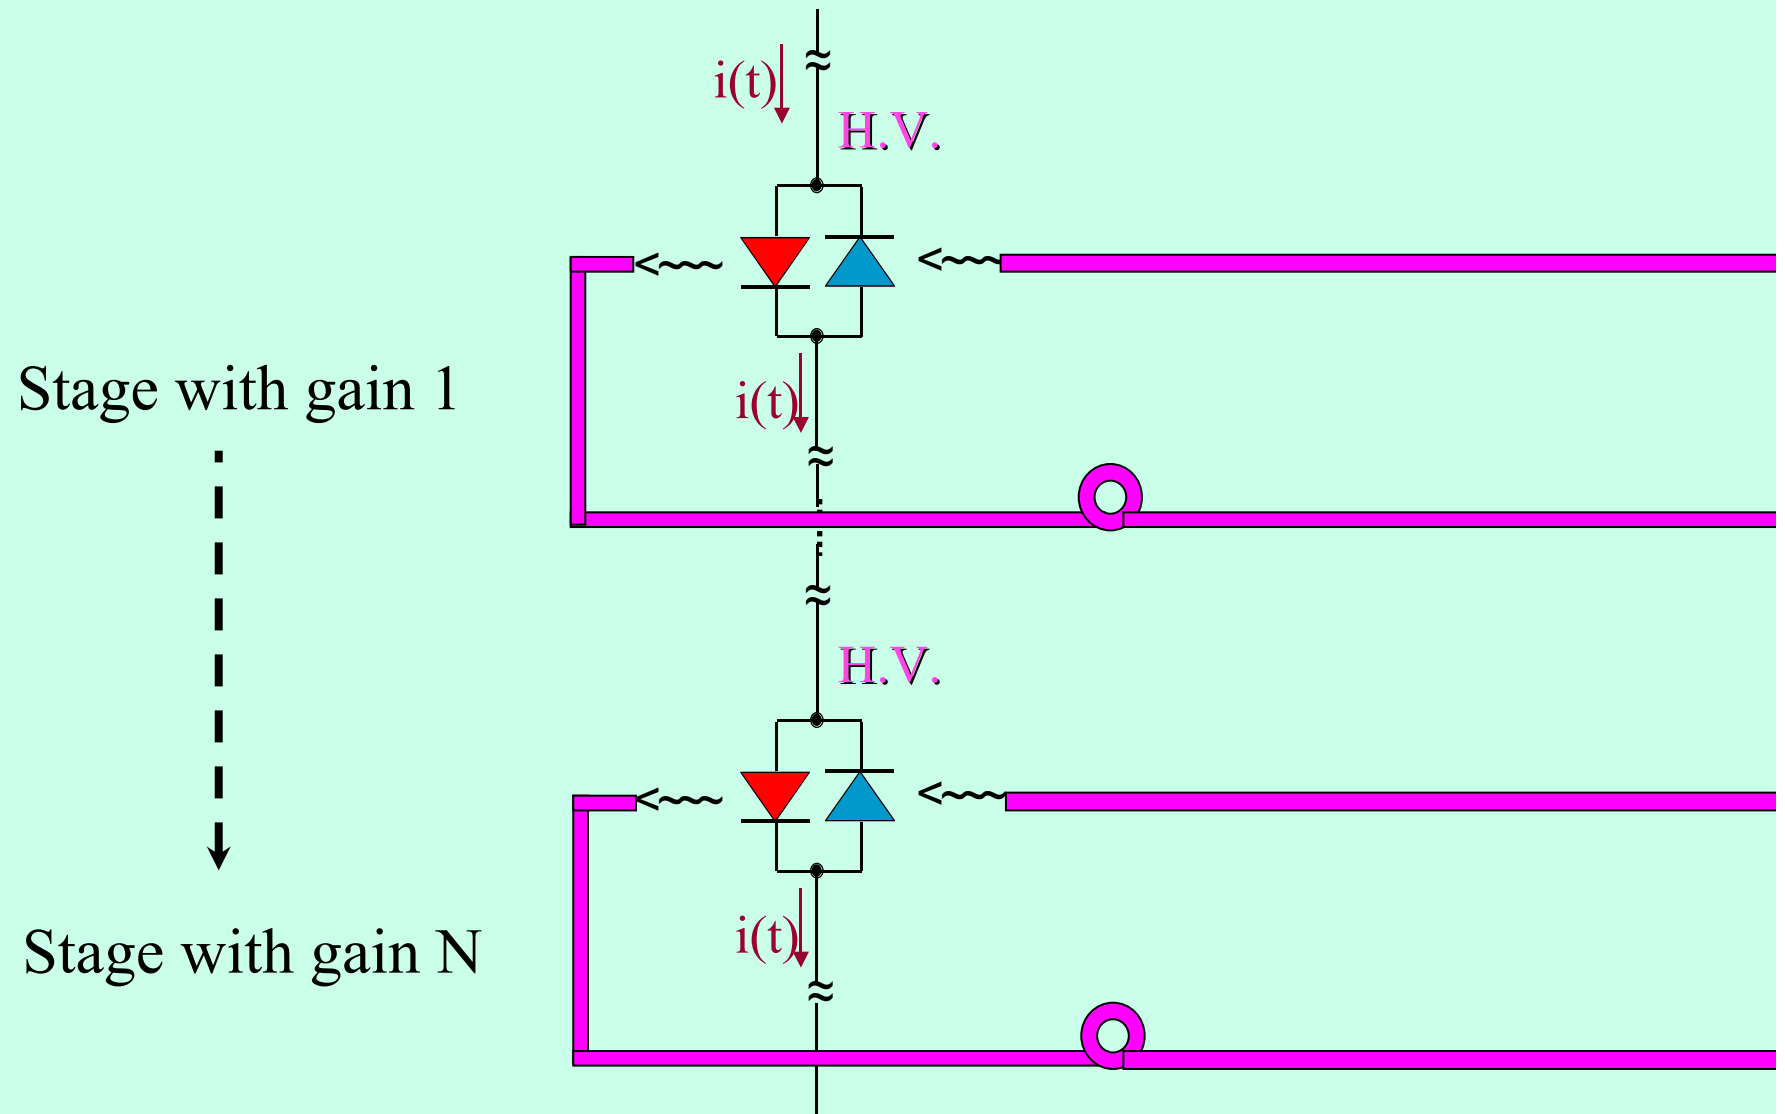 i(t)
H.V.
Stage with gain 1
i(t)
H.V.
Stage with gain N
i(t)